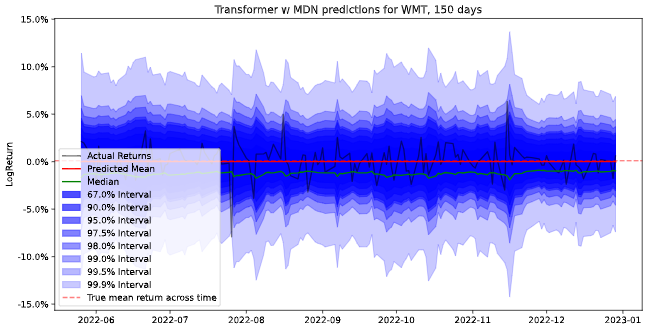 Transformer w MDN predictions for WMT, 150 days
LogReturn
15.0%
10.0%
5.0%
0.0%
-5.0%
-10.0%
-15.0%
Actual Returns
Predicted Mean
Median
67.0% Interval
90.0% Interval
95.0% Interval
97.5% Interval
98.0% Interval
99.0% Interval
99.5% Interval
99.9% Interval
True mean return across time
2022-06
2022-07
2022-08
2022-09
2022-10
2022-11
2022-12
2023-01